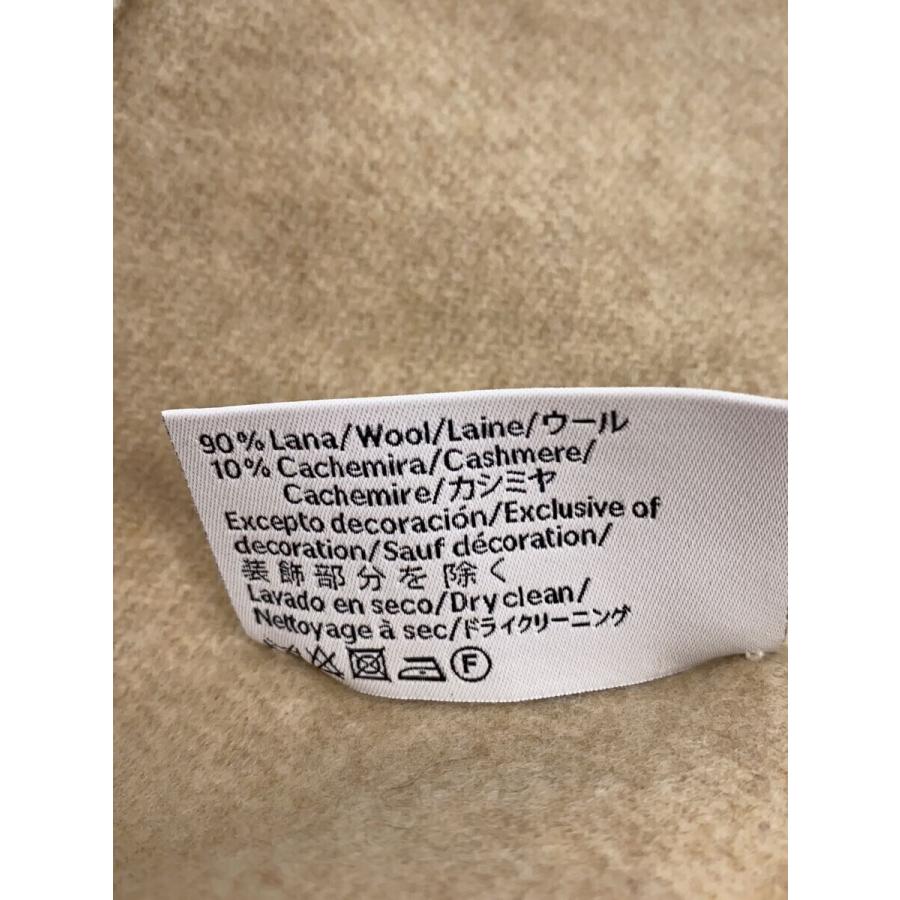 90% Lana/Wool/Laine/ウール
10% Cachemira/Cashmere/
Cachemire/カシミヤ
Excepto decoración/Exclusive of
decoration/Sauf décoration/
装飾部分を除く
Lavado en seco/Dry clean/
Nettoyage à sec/ドライクリーニング
F